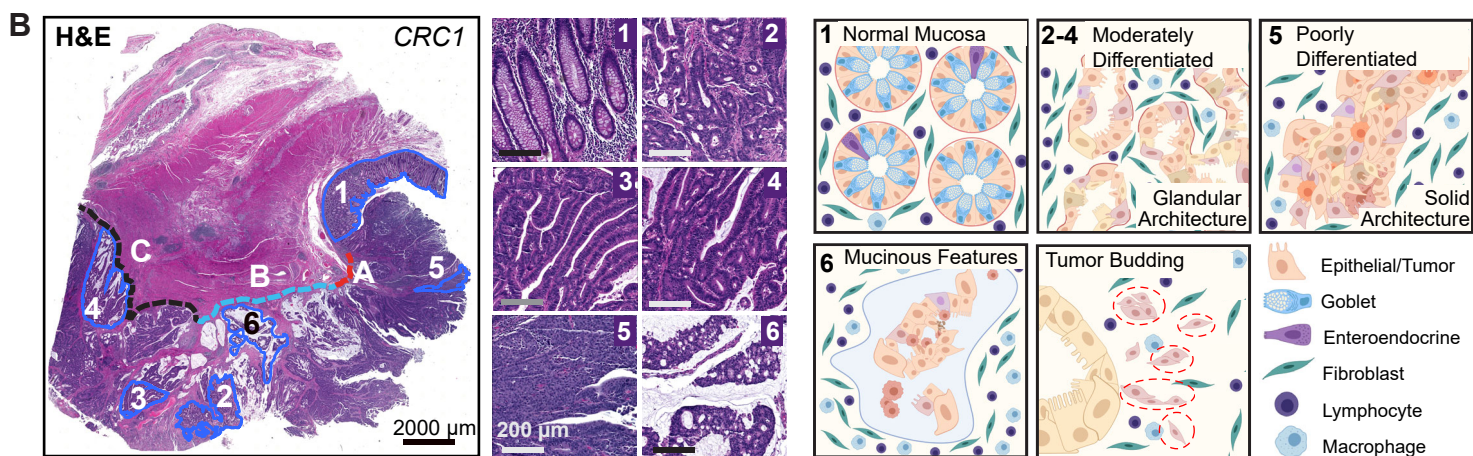 B
H&E
CRC1
1
C
B
A
5
4
6
3
2
2000 µm
1
2
3
4
5
200 µm
6
1 Normal Mucosa
2-4 Moderately
Differentiated
Glandular
Architecture
5 Poorly
Differentiated
Solid
Architecture
6 Mucinous Features
Tumor Budding
Epithelial/Tumor
Goblet
Enteroendocrine
Fibroblast
Lymphocyte
Macrophage